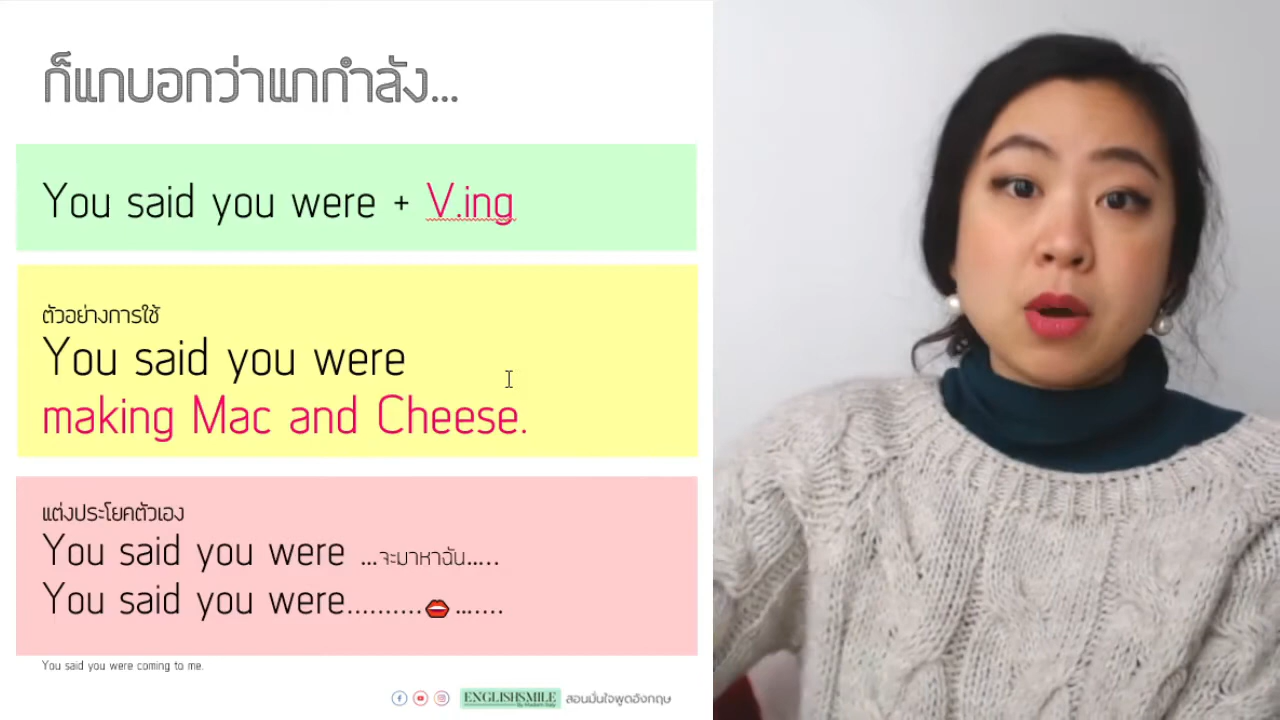 ก็แกบอกว่าแกกำลัง...
You said you were + V.ing
ตัวอย่างการใช้
You said you were
making Mac and Cheese.
แต่งประโยคตัวเอง
You said you were ...จะมาหาฉัน.....
You said you were.......... .......
You said you were coming to me.
ENGLISHSMILE สอนมั่นใจพูดอังกฤษ